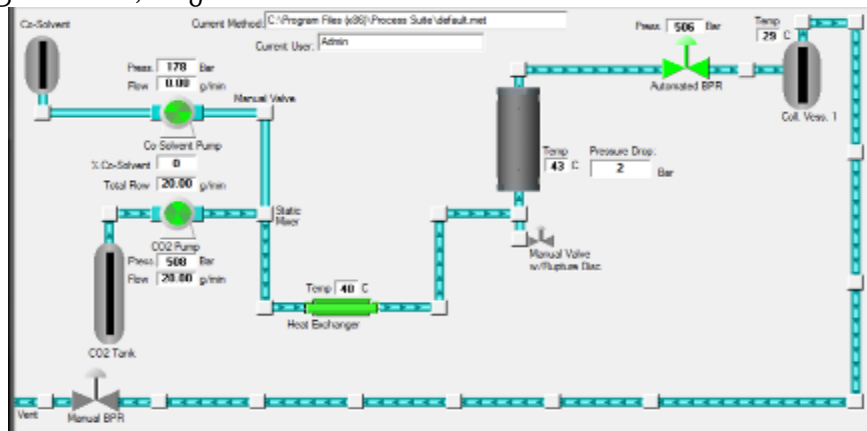 Co-Solvent
Current Method: C:\Program Files (x86)\Process Suite\default.met
Current User: Admin
Press. 506 Bar
Temp
29 C
Press. 178 Bar
Flow 0.00 g/min
Manual Valve
Automated BPR
Coll. Vess. 1
Co Solvent Pump
% Co-Solvent 0
Total Flow 20.00 g/min
Temp
43 C
Pressure Drop:
2 Bar
Static
Mixer
CO2 Pump
Press. 508 Bar
Flow 20.00 g/min
Manual Valve
w/Rupture Disc.
Temp 40 C
Heat Exchanger
CO2 Tank
Vent
Manual BPR